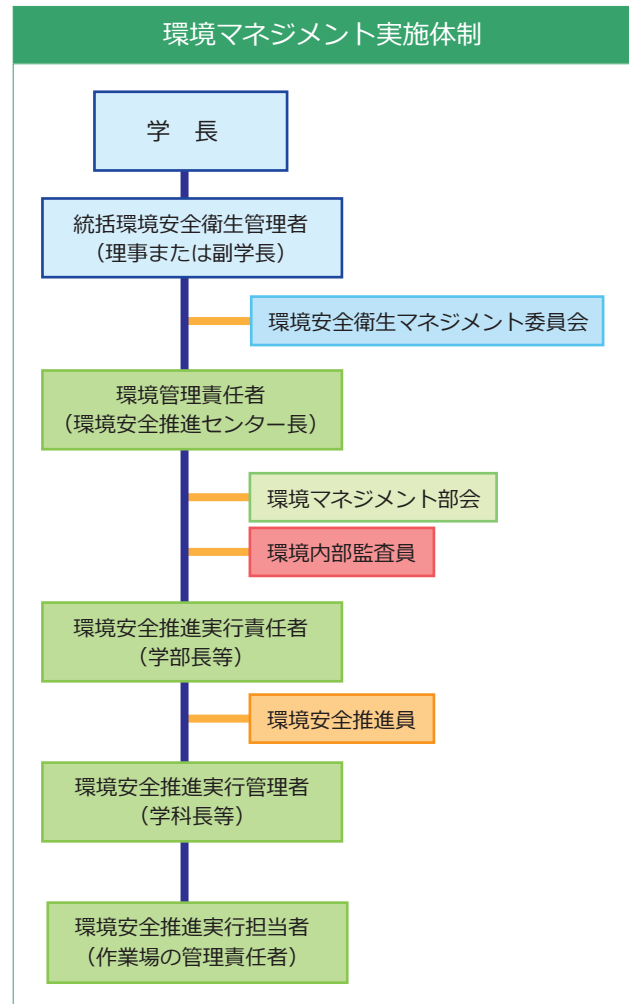 環境マネジメント実施体制
学　長
統括環境安全衛生管理者
（理事または副学長）
環境安全衛生マネジメント委員会
環境管理責任者
（環境安全推進センター長）
環境マネジメント部会
環境内部監査員
環境安全推進実行責任者
（学部長等）
環境安全推進員
環境安全推進実行管理者
（学科長等）
環境安全推進実行担当者
（作業場の管理責任者）